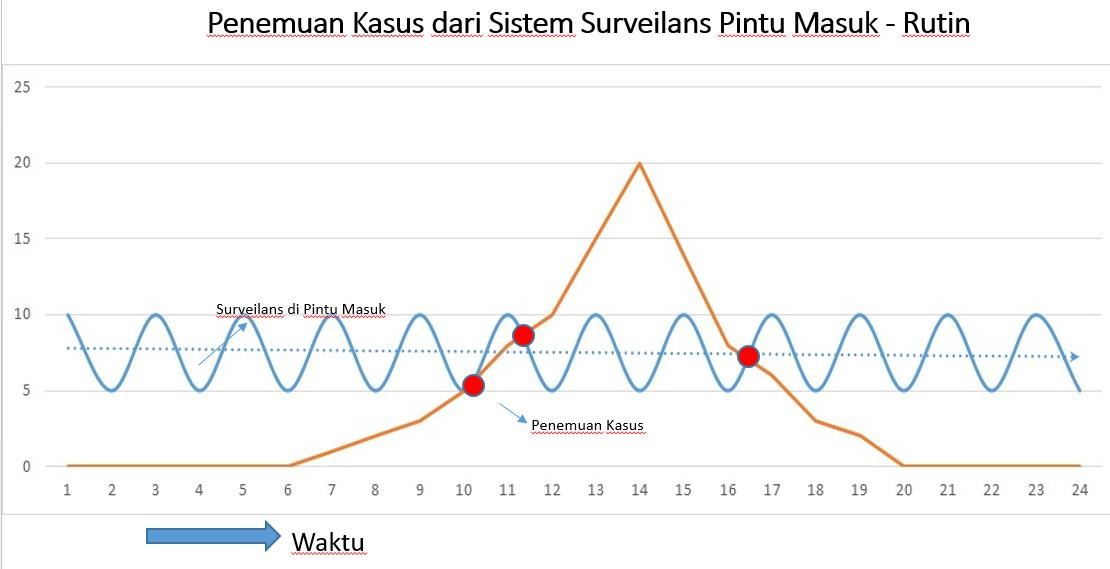 Penemuan Kasus dari Sistem Surveilans Pintu Masuk - Rutin
25
20
15
10
5
0
Surveilans di Pintu Masuk
Penemuan Kasus
1 2 3 4 5 6 7 8 9 10 11 12 13 14 15 16 17 18 19 20 21 22 23 24
Waktu